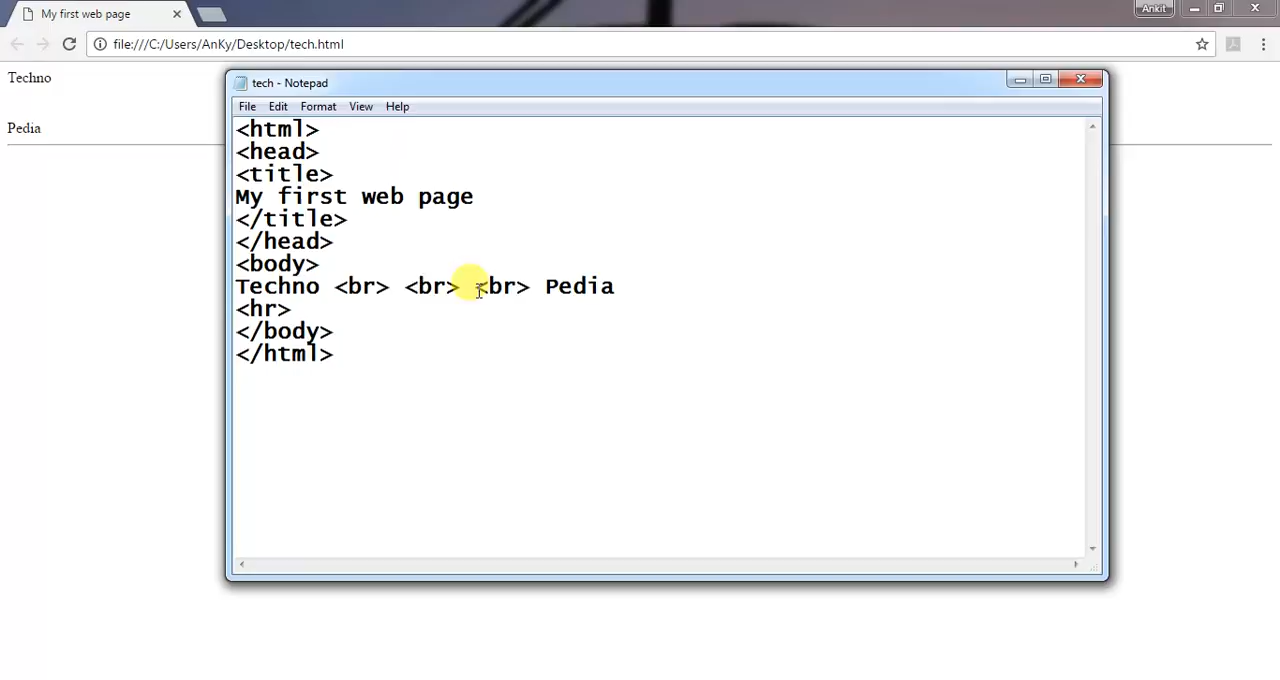 My first web page
Ankit
file:///C:/Users/AnKy/Desktop/tech.html
Techno
Pedia
tech - Notepad
File Edit Format View Help
<html>
<head>
<title>
My first web page
</title>
</head>
<body>
Techno <br> <br> <br> Pedia
<hr>
</body>
</html>